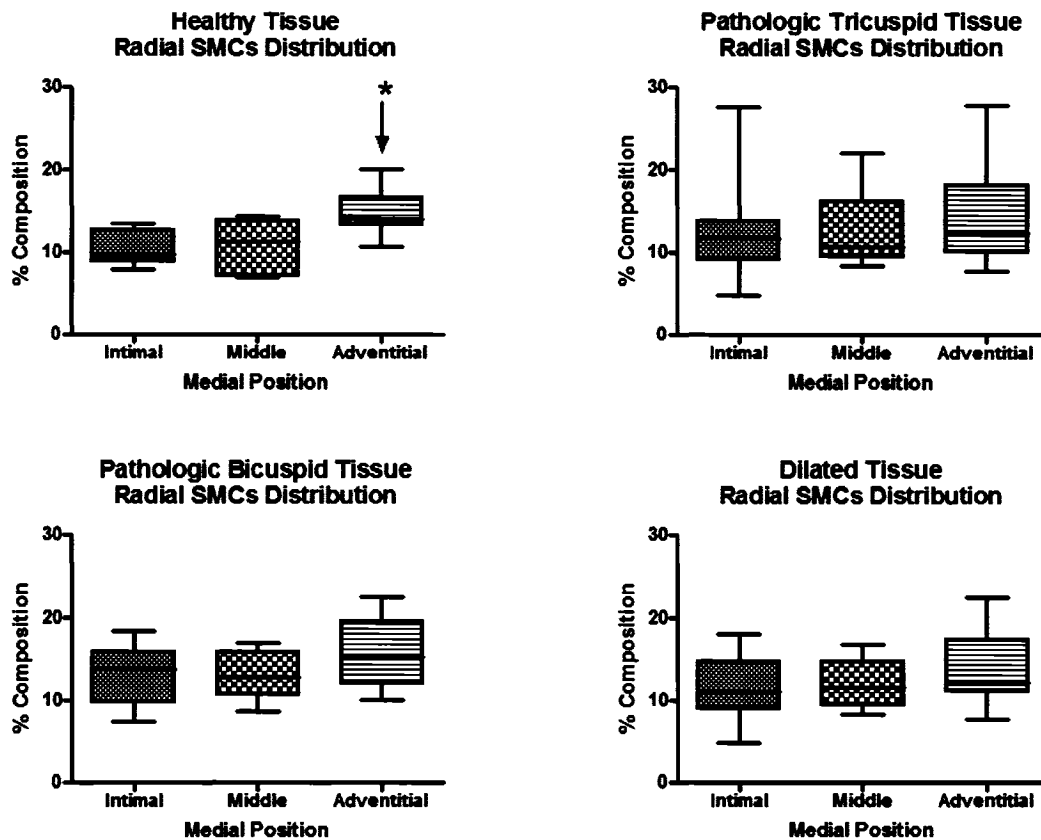 Healthy Tissue
Radial SMCs Distribution
30
*
20
10
0
% Composition
Intimal Middle Adventitial
Medial Position
Pathologic Tricuspid Tissue
Radial SMCs Distribution
30
20
10
0
% Composition
Intimal Middle Adventitial
Medial Position
Pathologic Bicuspid Tissue
Radial SMCs Distribution
30
20
10
0
% Composition
Intimal Middle Adventitial
Medial Position
Dilated Tissue
Radial SMCs Distribution
30
20
10
0
% Composition
Intimal Middle Adventitial
Medial Position